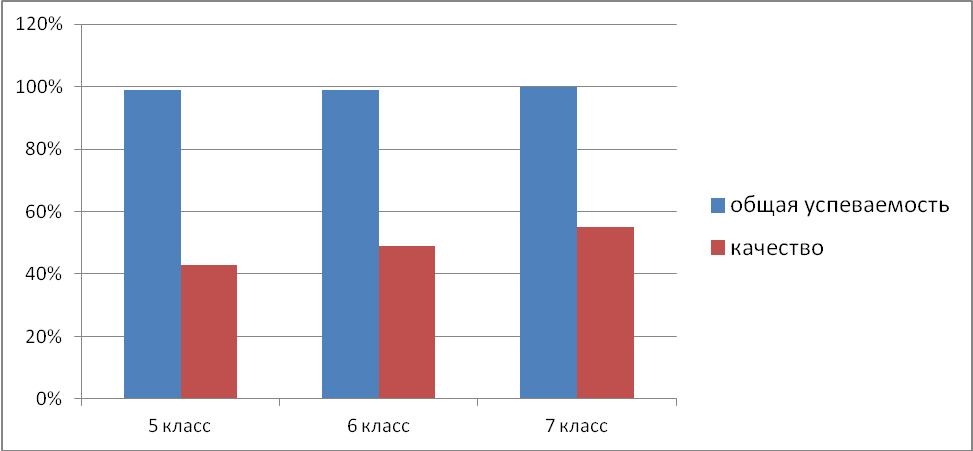 120%
100%
80%
60%
40%
20%
0%
5 класс
6 класс
7 класс
общая успеваемость
качество